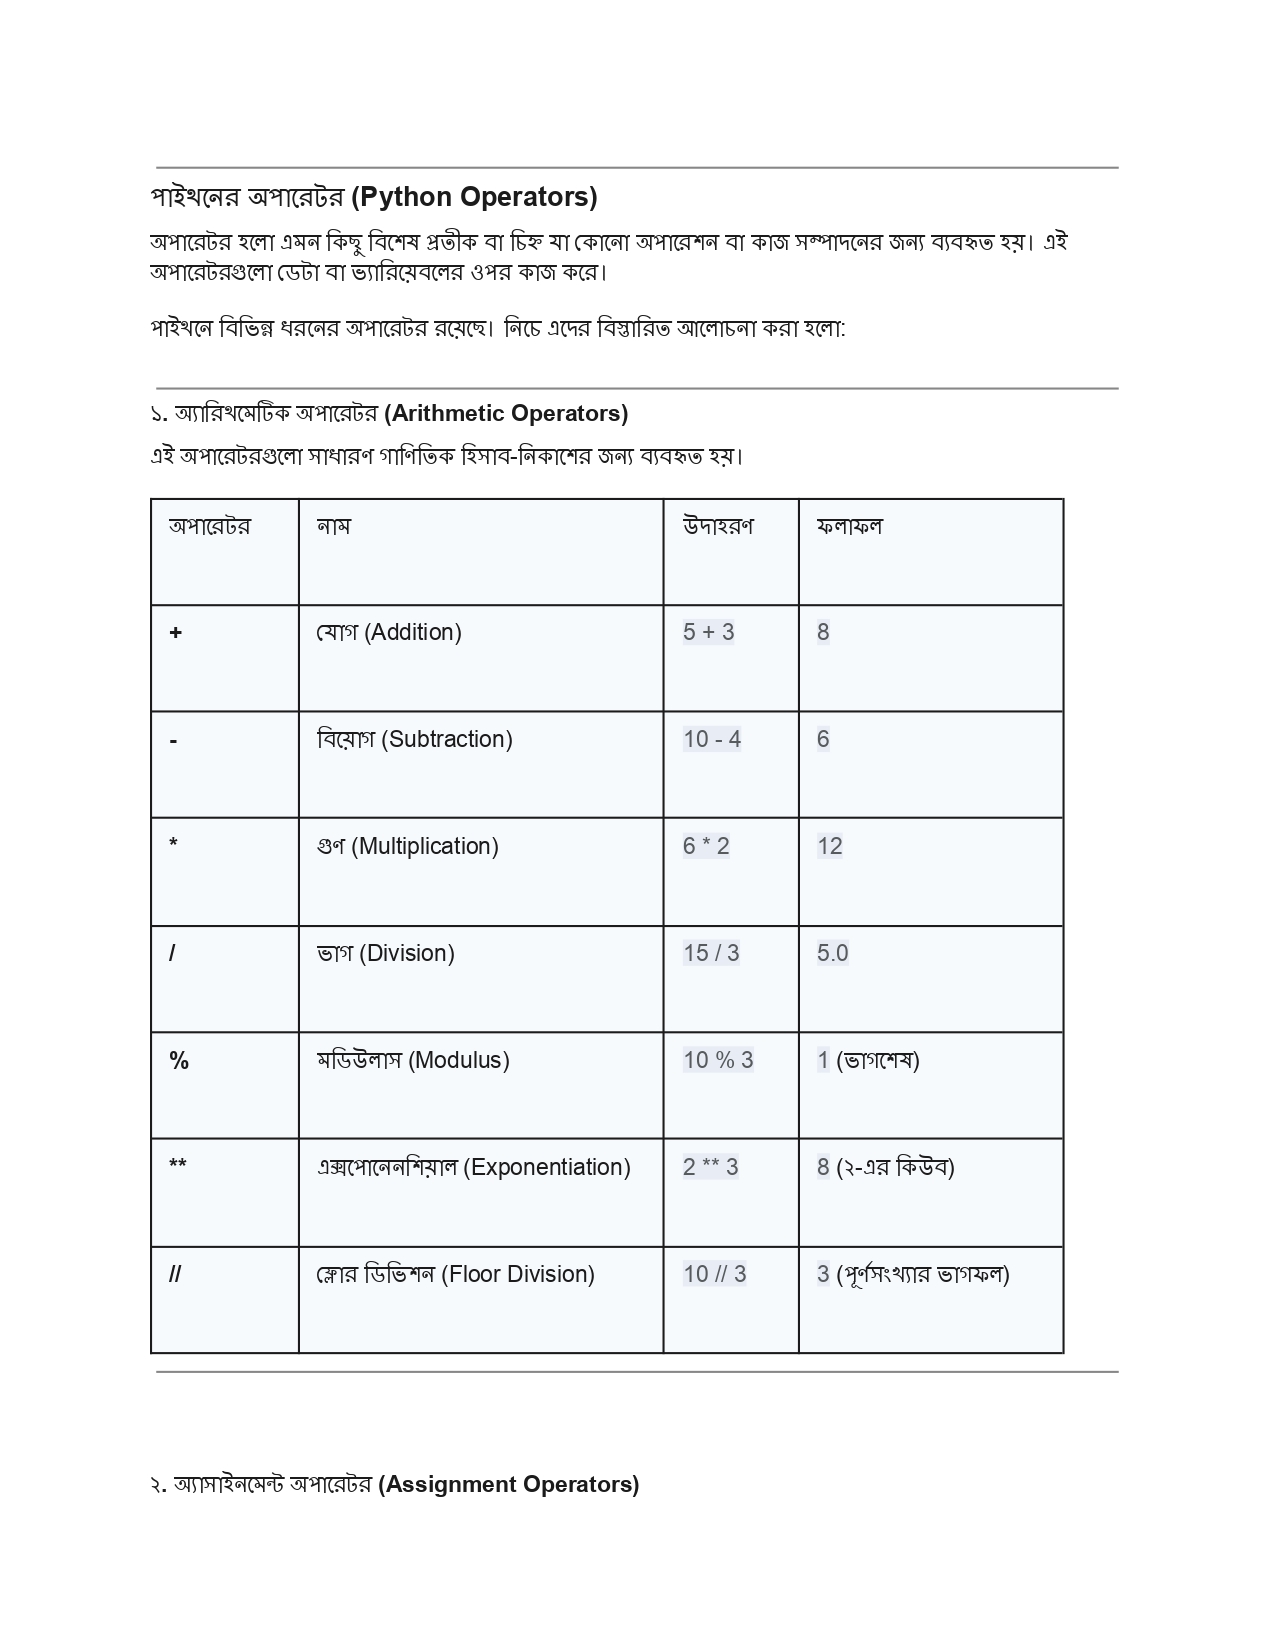 পাইথনের অপারেটর (Python Operators)
অপারেটর হলো এমন কিছু বিশেষ প্রতীক বা চিহ্ন যা কোনো অপারেশন বা কাজ সম্পাদনের জন্য ব্যবহৃত হয়। এই
অপারেটরগুলো ডেটা বা ভ্যারিয়েবলের ওপর কাজ করে।
পাইথনে বিভিন্ন ধরনের অপারেটর রয়েছে। নিচে এদের বিস্তারিত আলোচনা করা হলো:
১. অ্যারিথমেটিক অপারেটর (Arithmetic Operators)
এই অপারেটরগুলো সাধারণ গাণিতিক হিসাব-নিকাশের জন্য ব্যবহৃত হয়।
অপারেটর নাম উদাহরণ ফলাফল
+ যোগ (Addition) 5 + 3 8
- বিয়োগ (Subtraction) 10 - 4 6
* গুণ (Multiplication) 6 * 2 12
/ ভাগ (Division) 15 / 3 5.0
% মডিউলাস (Modulus) 10 % 3 1 (ভাগশেষ)
** এক্সপোনেনশিয়াল (Exponentiation) 2 ** 3 8 (২-এর কিউব)
// ফ্লোর ডিভিশন (Floor Division) 10 // 3 3 (পূর্ণসংখ্যার ভাগফল)
২. অ্যাসাইনমেন্ট অপারেটর (Assignment Operators)